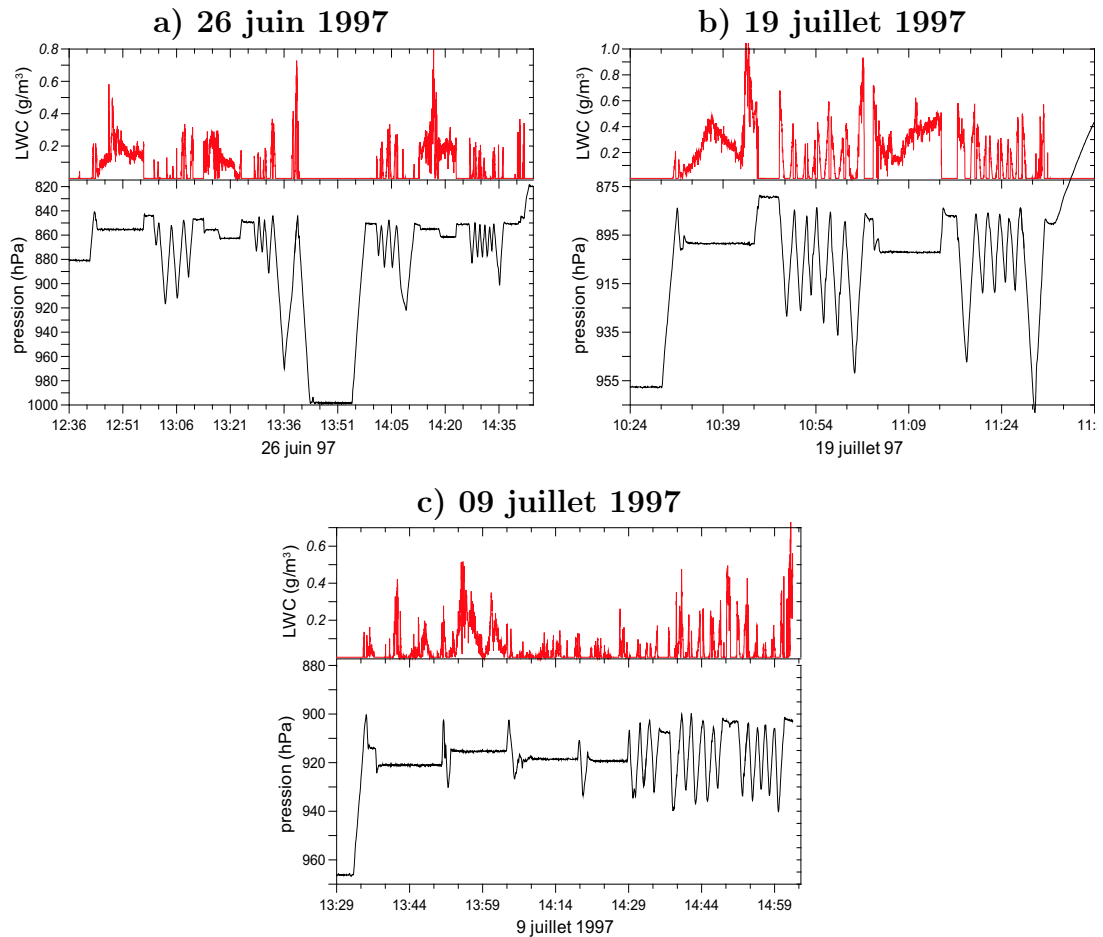 a) 26 juin 1997
LWC (g/m³)
0.8
0.6
0.4
0.2
pression (hPa)
820
840
860
880
900
920
940
960
980
1000
12:36 12:51 13:06 13:21 13:36 13:51 14:05 14:20 14:35
26 juin 97
b) 19 juillet 1997
LWC (g/m³)
1.0
0.8
0.6
0.4
0.2
pression (hPa)
875
895
915
935
955
10:24 10:39 10:54 11:09 11:24 11:
19 juillet 97
c) 09 juillet 1997
LWC (g/m³)
0.6
0.4
0.2
pression (hPa)
880
900
920
940
960
13:29 13:44 13:59 14:14 14:29 14:44 14:59
9 juillet 1997